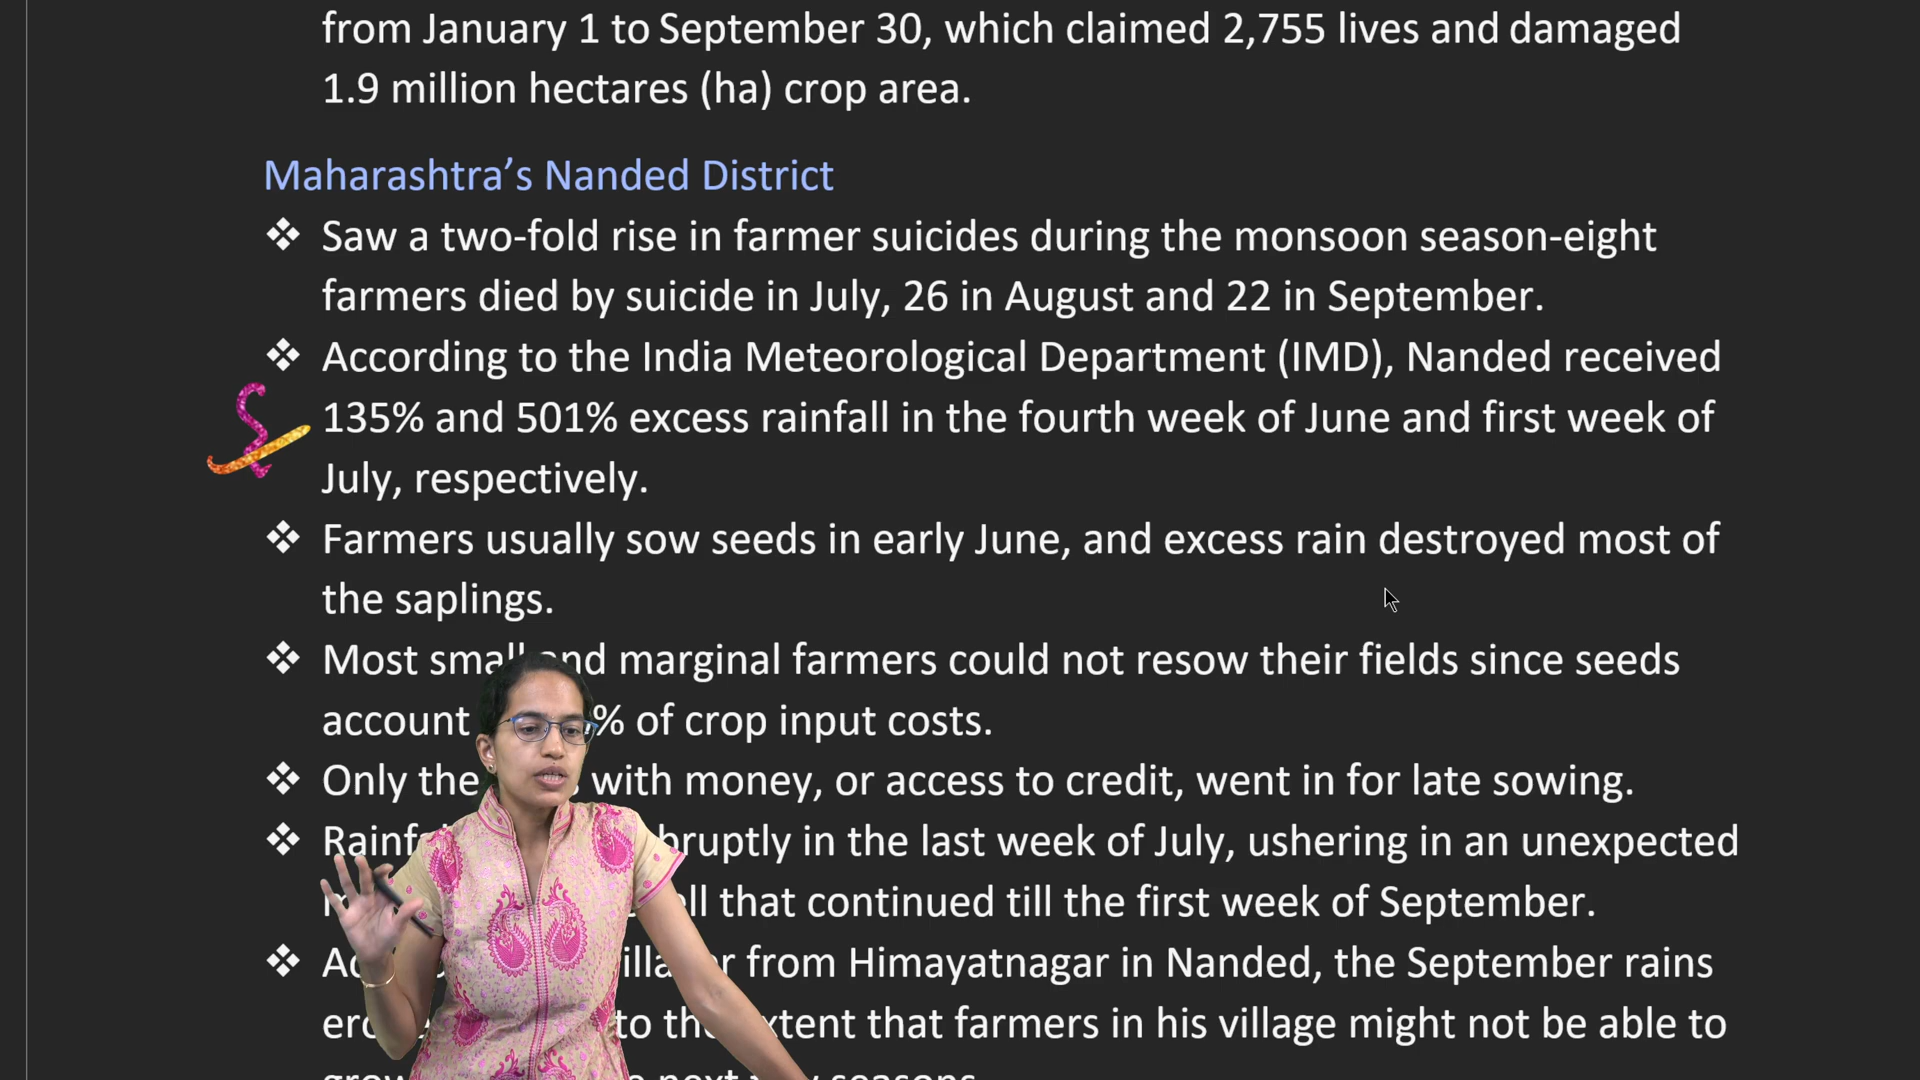 from January 1 to September 30, which claimed 2,755 lives and damaged
1.9 million hectares (ha) crop area.
Maharashtra's Nanded District
❖ Saw a two-fold rise in farmer suicides during the monsoon season-eight
farmers died by suicide in July, 26 in August and 22 in September.
❖ According to the India Meteorological Department (IMD), Nanded received
135% and 501% excess rainfall in the fourth week of June and first week of
July, respectively.
❖ Farmers usually sow seeds in early June, and excess rain destroyed most of
the saplings.
❖ Most small and marginal farmers could not resow their fields since seeds
account % of crop input costs.
❖ Only the with money, or access to credit, went in for late sowing.
❖ in the last week of July, ushering in an unexpected
that continued till the first week of September.
❖ from Himayatnagar in Nanded, the September rains
to the extent that farmers in his village might not be able to
next seasons.